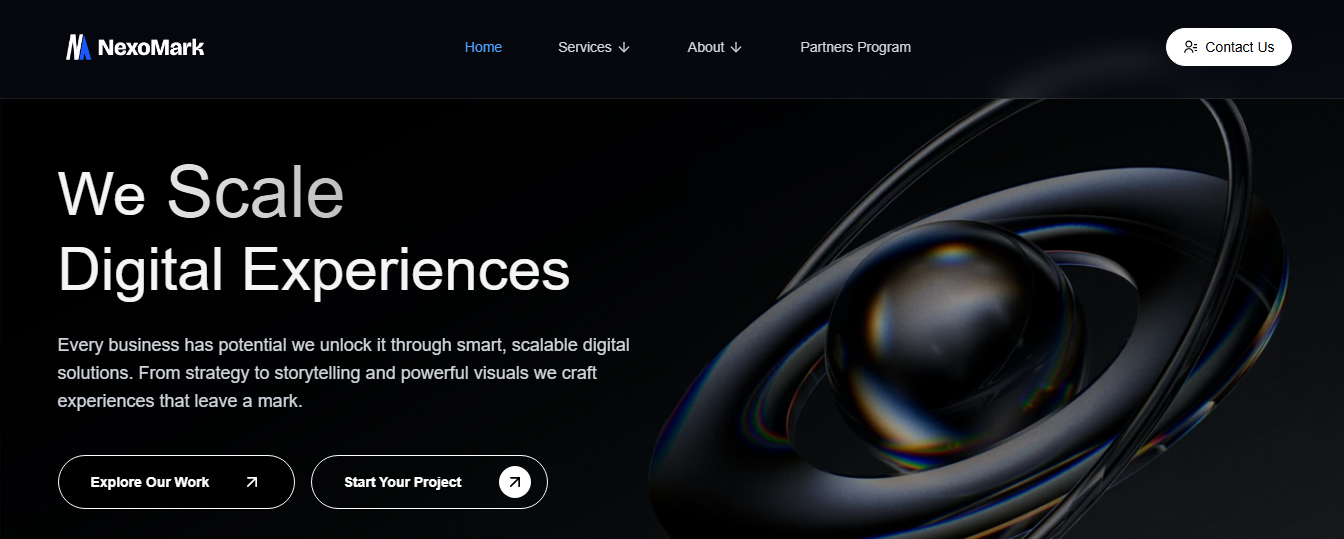 NexoMark
Home
Services
About
Partners Program
Contact Us
We Scale
Digital Experiences
Every business has potential we unlock it through smart, scalable digital
solutions. From strategy to storytelling and powerful visuals we craft
experiences that leave a mark.
Explore Our Work
Start Your Project